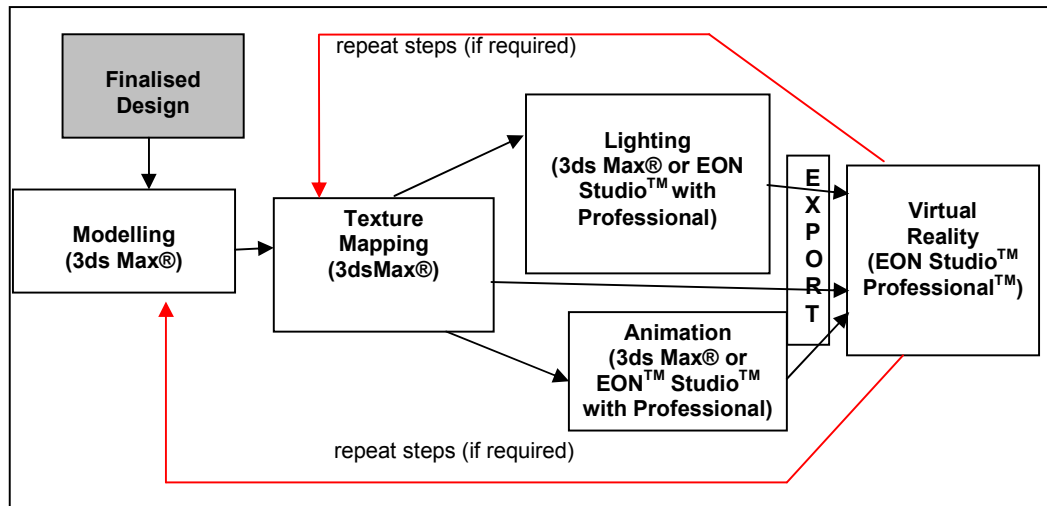 repeat steps (if required)
Finalised
Design
Modelling
(3ds Max®)
Texture
Mapping
(3dsMax®)
Lighting
(3ds Max® or EON
Studio™ with
Professional)
Animation
(3ds Max® or
EON™ Studio™
with Professional)
E
X
P
O
R
T
Virtual
Reality
(EON Studio™
Professional™)
repeat steps (if required)